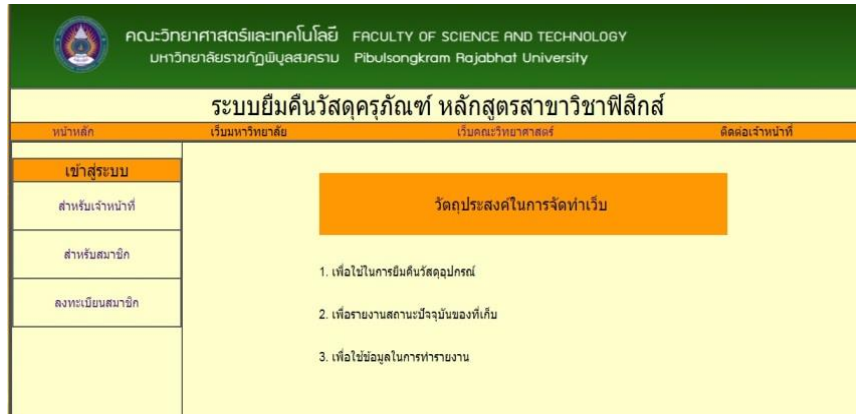 คณะวิทยาศาสตร์และเทคโนโลยี FACULTY OF SCIENCE AND TECHNOLOGY
มหาวิทยาลัยราชภัฏพิบูลสงคราม Pibulsongkram Rajabhat University
ระบบยืมคืนวัสดุครุภัณฑ์ หลักสูตรสาขาวิชาฟิสิกส์
หน้าหลัก เว็บมหาวิทยาลัย เว็บคณะวิทยาศาสตร์ ติดต่อเจ้าหน้าที่
เข้าสู่ระบบ
สำหรับเจ้าหน้าที่
สำหรับสมาชิก
ลงทะเบียนสมาชิก
วัตถุประสงค์ในการจัดทำเว็บ
1. เพื่อใช้ในการยืมคืนวัสดุอุปกรณ์
2. เพื่อรายงานสถานะปัจจุบันของที่เก็บ
3. เพื่อใช้ข้อมูลในการทำรายงาน